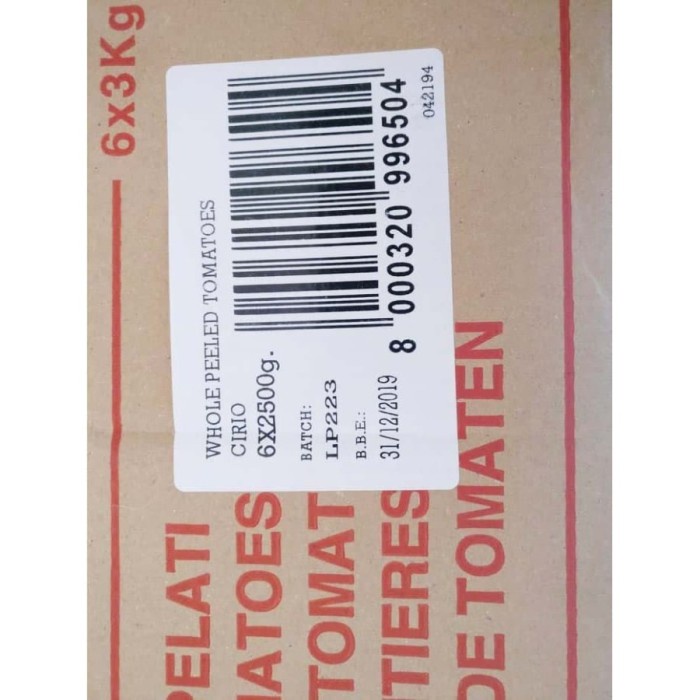 6x3Kg
WHOLE PEELED TOMATOES
CIRIO
6X2500g.
BATCH:
LP223
B.B.E.:
31/12/2019
8 000320 996504
042194
PELATI
MATOES
TOMAT
TIERES
DE TOMATEN